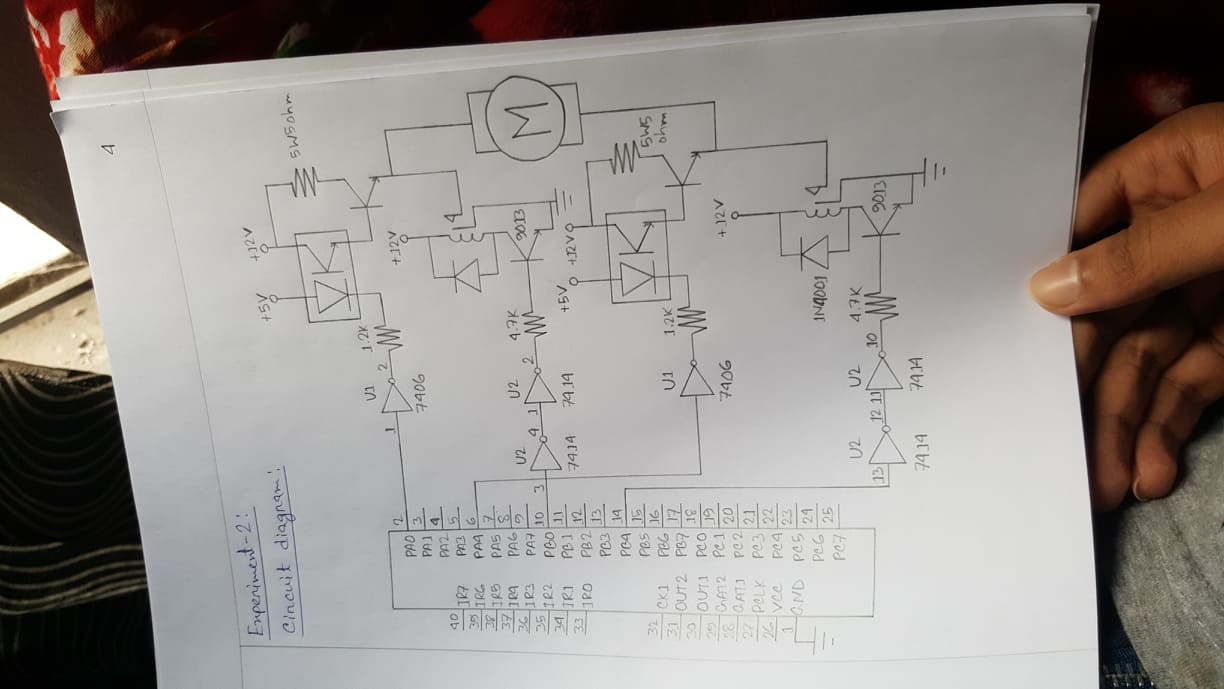 4
Experiment-2:
Circuit diagram:
40 IR7
39 IR6
38 IR5
37 IR4
36 IR3
35 IR2
34 IR1
33 IR0
32 CK1
31 OUT2
30 OUT1
29 GAT2
28 GAT1
27 PCLK
26 VCC
1 GND
PA0 2
PA1 3
PA2 4
PA3 5
PA4 6
PA5 7
PA6 8
PA7 9
PB0 10
PB1 11
PB2 12
PB3 13
PB4 14
PB5 15
PB6 16
PB7 17
PC0 18
PC1 19
PC2 20
PC3 21
PC4 22
PC5 23
PC6 24
PC7 25
+5V
+12V
5W5ohm
U1
1
2
7406
1.2K
M
+12V
4
9013
U2
3
4
7414
U2
1
2
7414
4.7K
+5V
+12V
5W5
ohm
U1
7406
1.2K
+12V
4
1N4001
9013
U2
13
12
7414
U2
11
10
7414
4.7K